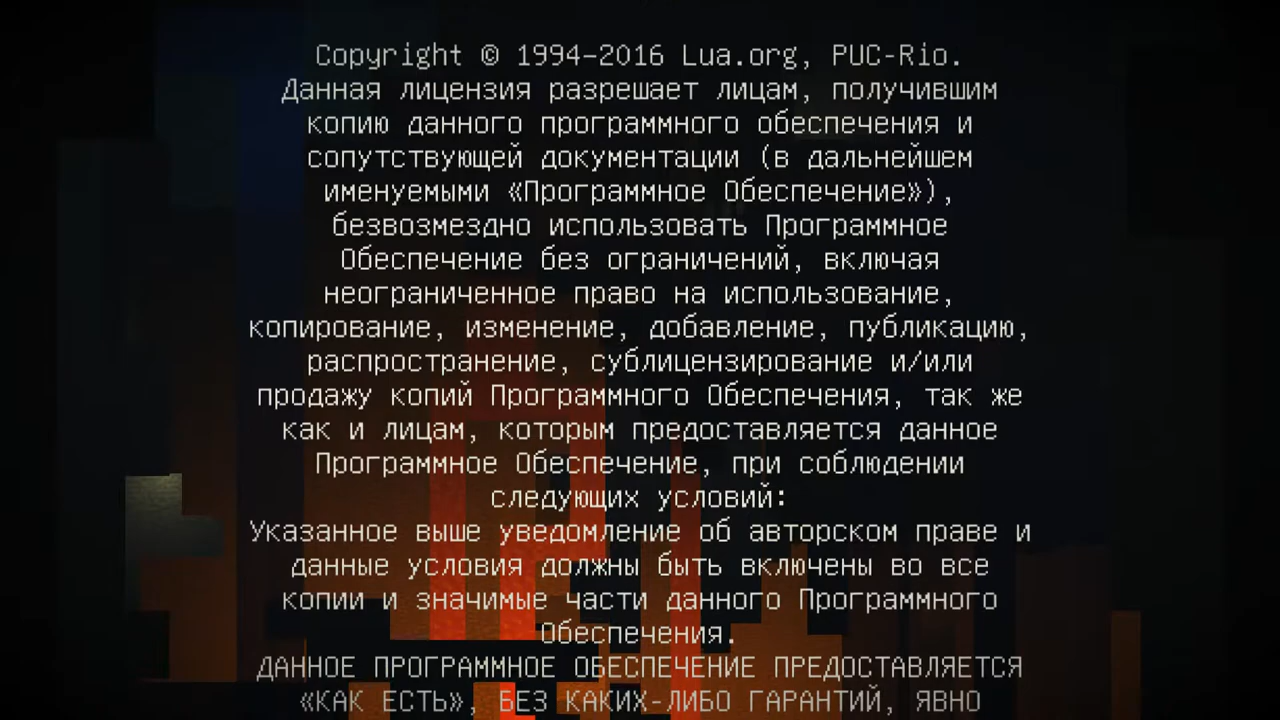 Copyright © 1994–2016 Lua.org, PUC-Rio.
Данная лицензия разрешает лицам, получившим
копию данного программного обеспечения и
сопутствующей документации (в дальнейшем
именуемыми «Программное Обеспечение»),
безвозмездно использовать Программное
Обеспечение без ограничений, включая
неограниченное право на использование,
копирование, изменение, добавление, публикацию,
распространение, сублицензирование и/или
продажу копий Программного Обеспечения, так же
как и лицам, которым предоставляется данное
Программное Обеспечение, при соблюдении
следующих условий:
Указанное выше уведомление об авторском праве и
данные условия должны быть включены во все
копии и значимые части данного Программного
Обеспечения.
ДАННОЕ ПРОГРАММНОЕ ОБЕСПЕЧЕНИЕ ПРЕДОСТАВЛЯЕТСЯ
«КАК ЕСТЬ», БЕЗ КАКИХ-ЛИБО ГАРАНТИЙ, ЯВНО